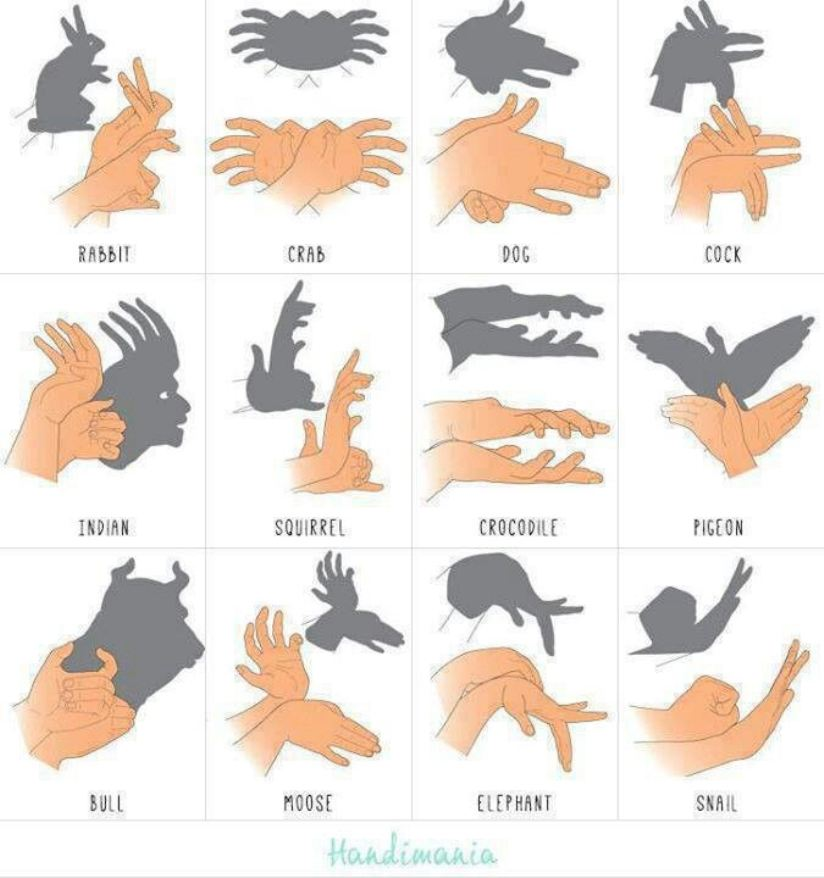 RABBIT
CRAB
DOG
COCK
INDIAN
SQUIRREL
CROCODILE
PIGEON
BULL
MOOSE
ELEPHANT
SNAIL
Handimania